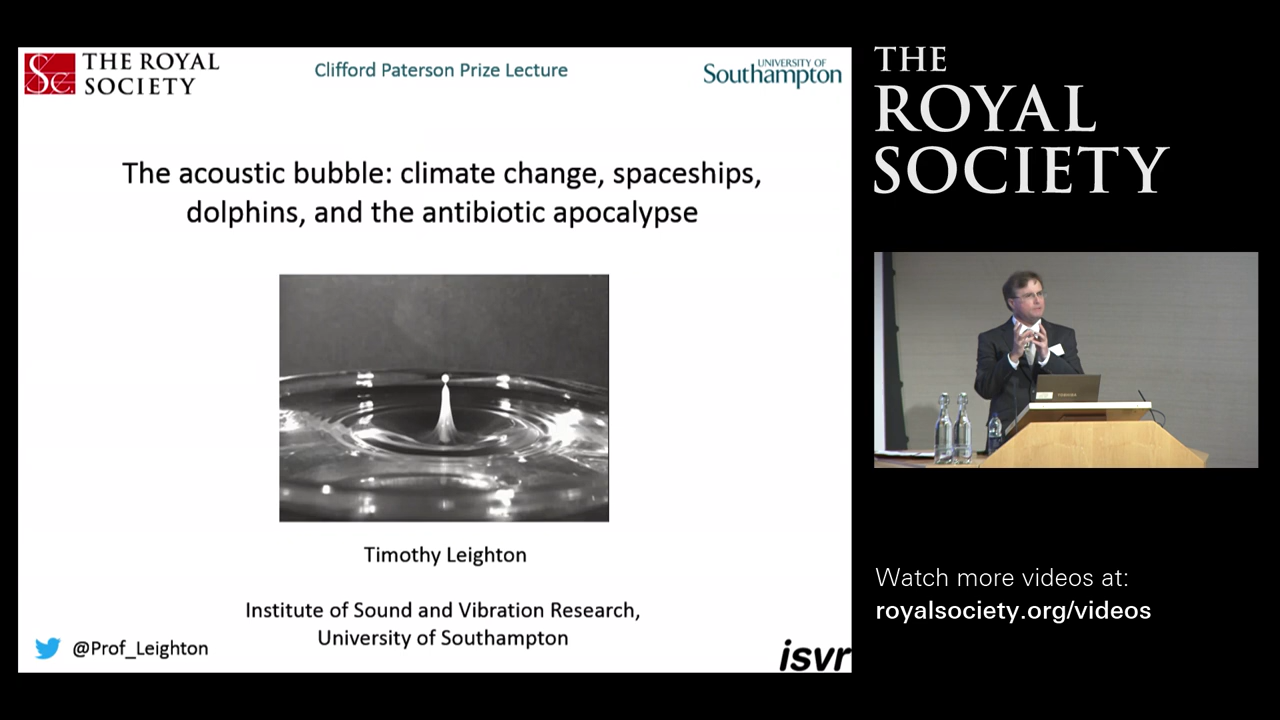 THE ROYAL
SOCIETY
Clifford Paterson Prize Lecture
UNIVERSITY OF
Southampton
The acoustic bubble: climate change, spaceships,
dolphins, and the antibiotic apocalypse
Timothy Leighton
Institute of Sound and Vibration Research,
University of Southampton
@Prof_Leighton
isvr
THE
ROYAL
SOCIETY
TOSHIBA
Watch more videos at:
royalsociety.org/videos